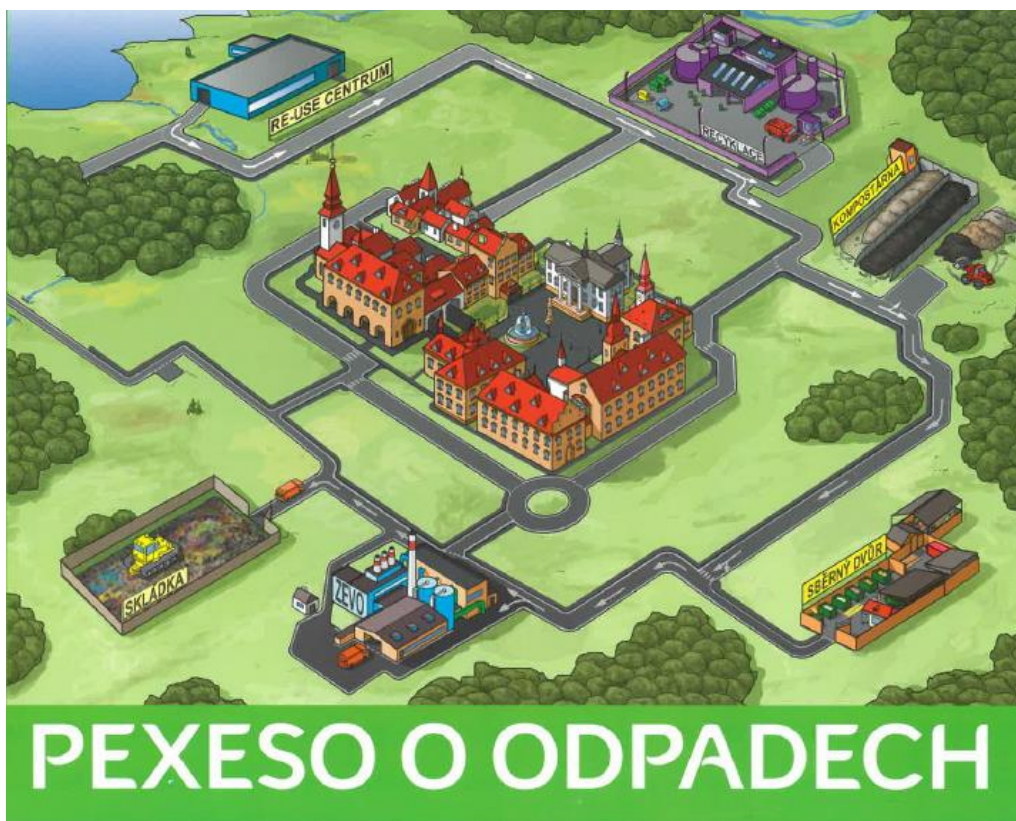 RE-USE CENTRUM
RECYKLACE
KOMPOSTÁRNA
ZEVO
SBĚRNÝ DVŮR
SKLÁDKA
PEXESO O ODPADECH